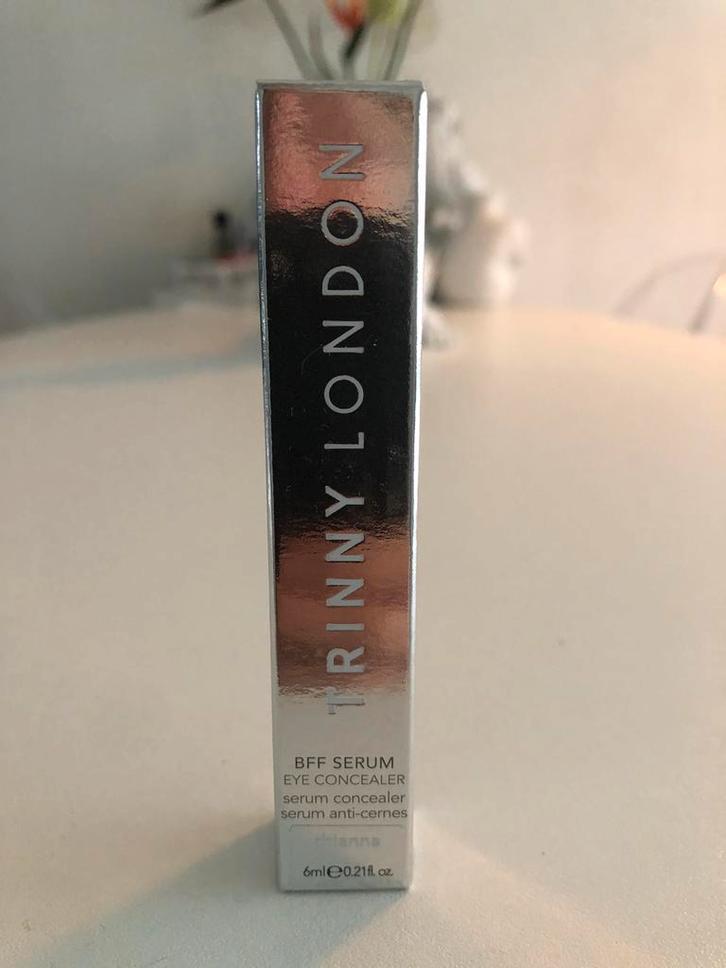 TRINNY LONDON
BFF SERUM
EYE CONCEALER
serum concealer
serum anti-cernes
6ml℮0.21fl. oz.